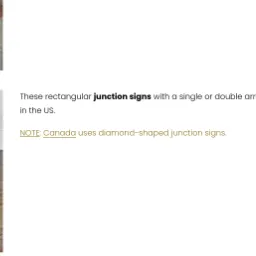 These rectangular junction signs with a single or double arr
in the US.
NOTE: Canada uses diamond-shaped junction signs.